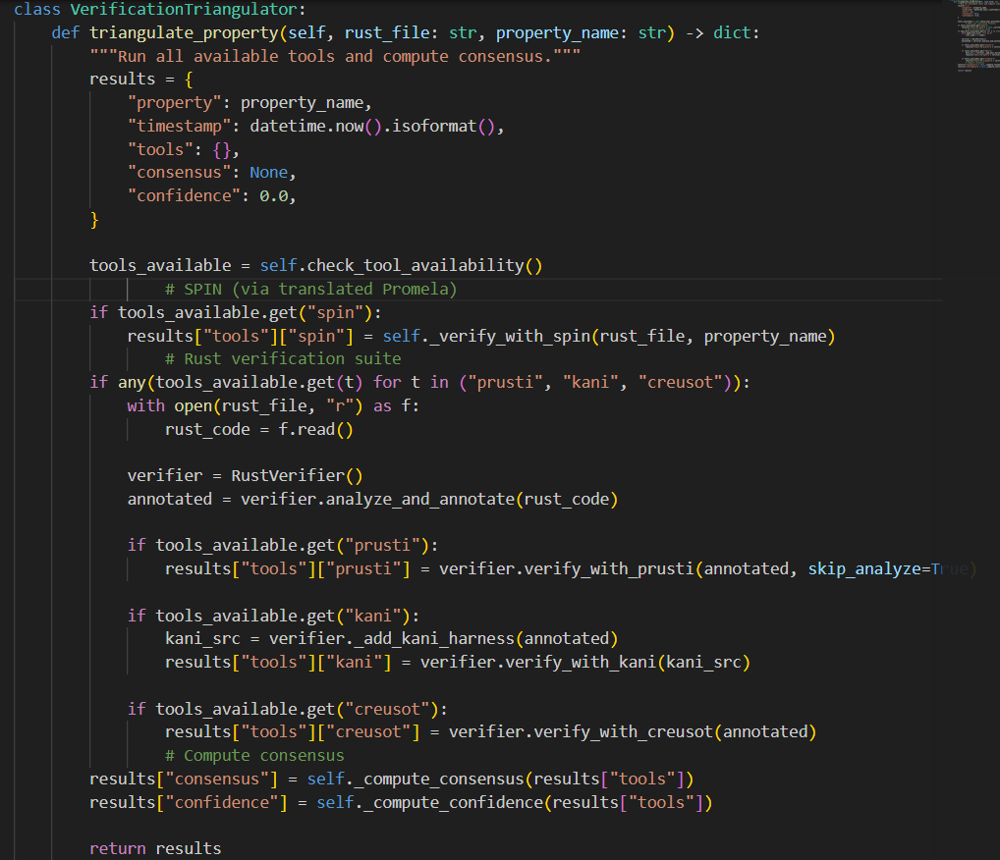 class VerificationTriangulator:
    def triangulate_property(self, rust_file: str, property_name: str) -> dict:
        """Run all available tools and compute consensus."""
        results = {
            "property": property_name,
            "timestamp": datetime.now().isoformat(),
            "tools": {},
            "consensus": None,
            "confidence": 0.0,
        }

        tools_available = self.check_tool_availability()
                # SPIN (via translated Promela)
        if tools_available.get("spin"):
            results["tools"]["spin"] = self._verify_with_spin(rust_file, property_name)
                # Rust verification suite
        if any(tools_available.get(t) for t in ("prusti", "kani", "creusot")):
            with open(rust_file, "r") as f:
                rust_code = f.read()

            verifier = RustVerifier()
            annotated = verifier.analyze_and_annotate(rust_code)

            if tools_available.get("prusti"):
                results["tools"]["prusti"] = verifier.verify_with_prusti(annotated, skip_analyze=True)

            if tools_available.get("kani"):
                kani_src = verifier._add_kani_harness(annotated)
                results["tools"]["kani"] = verifier.verify_with_kani(kani_src)

            if tools_available.get("creusot"):
                results["tools"]["creusot"] = verifier.verify_with_creusot(annotated)
                # Compute consensus
        results["consensus"] = self._compute_consensus(results["tools"])
        results["confidence"] = self._compute_confidence(results["tools"])

        return results